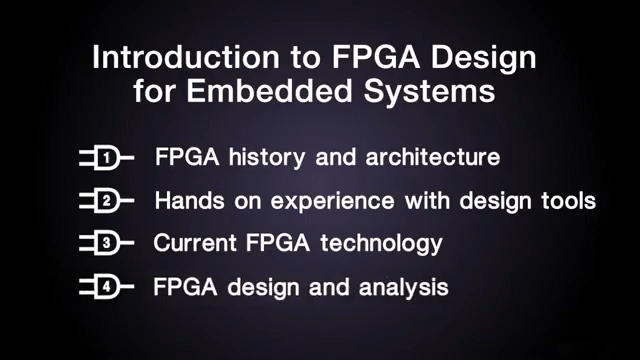 Introduction to FPGA Design
for Embedded Systems
1 FPGA history and architecture
2 Hands on experience with design tools
3 Current FPGA technology
4 FPGA design and analysis